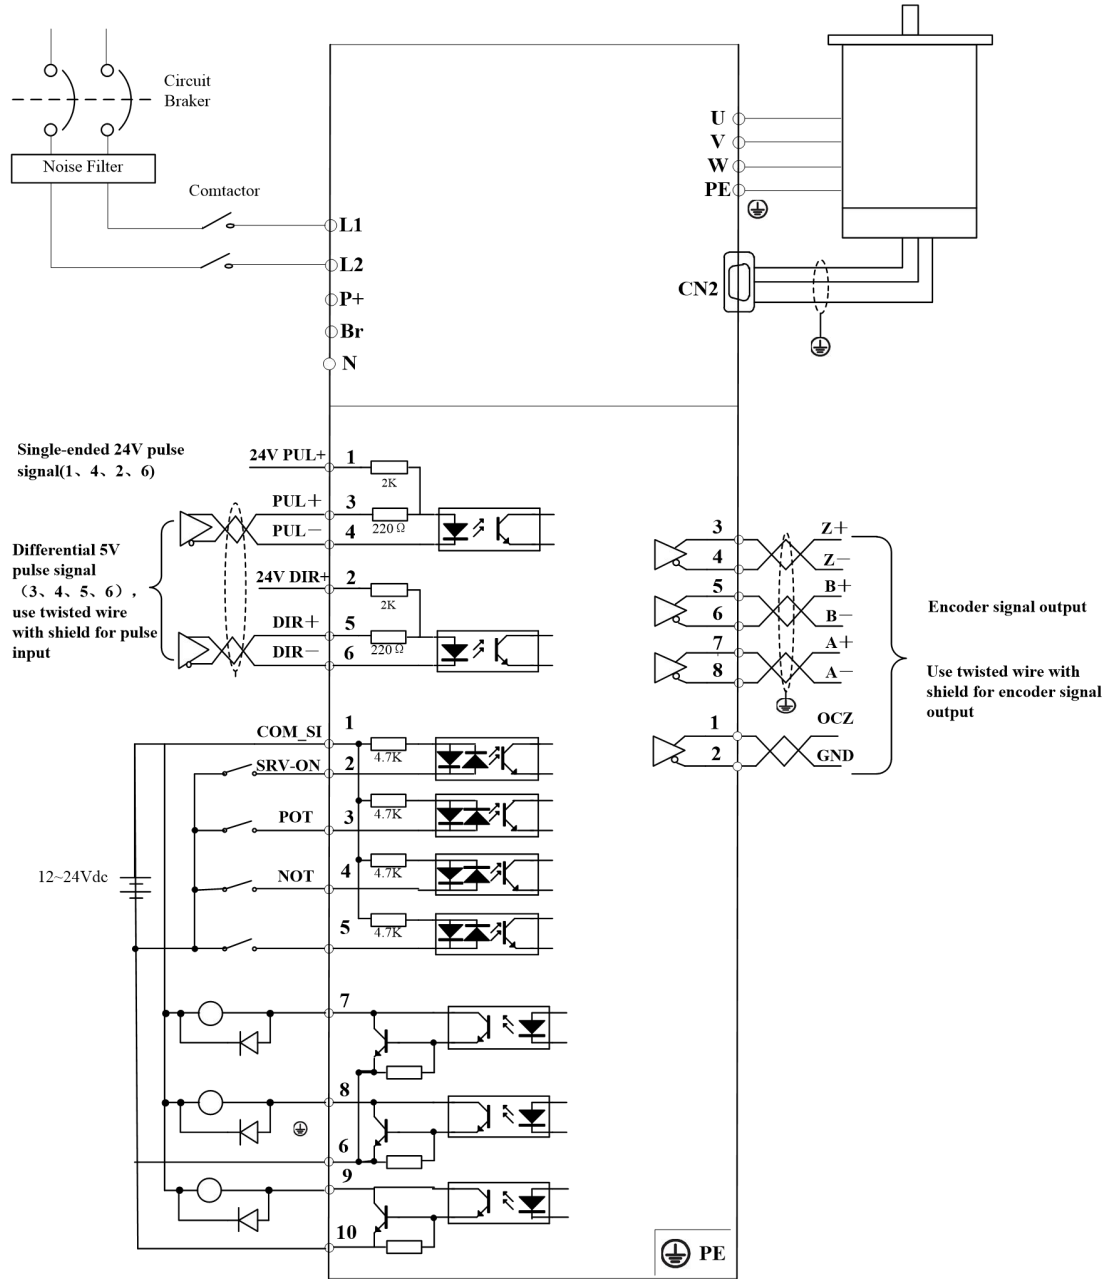 Circuit
Braker
Noise Filter
Comtactor
L1
L2
P+
Br
N
U
V
W
PE
CN2
Single-ended 24V pulse
signal(1、4、2、6)
24V PUL+
1
2K
PUL+
3
220Ω
PUL-
4
Differential 5V
pulse signal
（3、4、5、6）,
use twisted wire
with shield for pulse
input
24V DIR+
2
2K
DIR+
5
220Ω
DIR-
6
3
Z+
4
Z-
5
B+
6
B-
7
A+
8
A-
1
OCZ
2
GND
Encoder signal output
Use twisted wire with
shield for encoder signal
output
COM_SI
1
4.7K
SRV-ON
2
4.7K
POT
3
4.7K
NOT
4
4.7K
5
12~24Vdc
7
8
6
9
10
PE